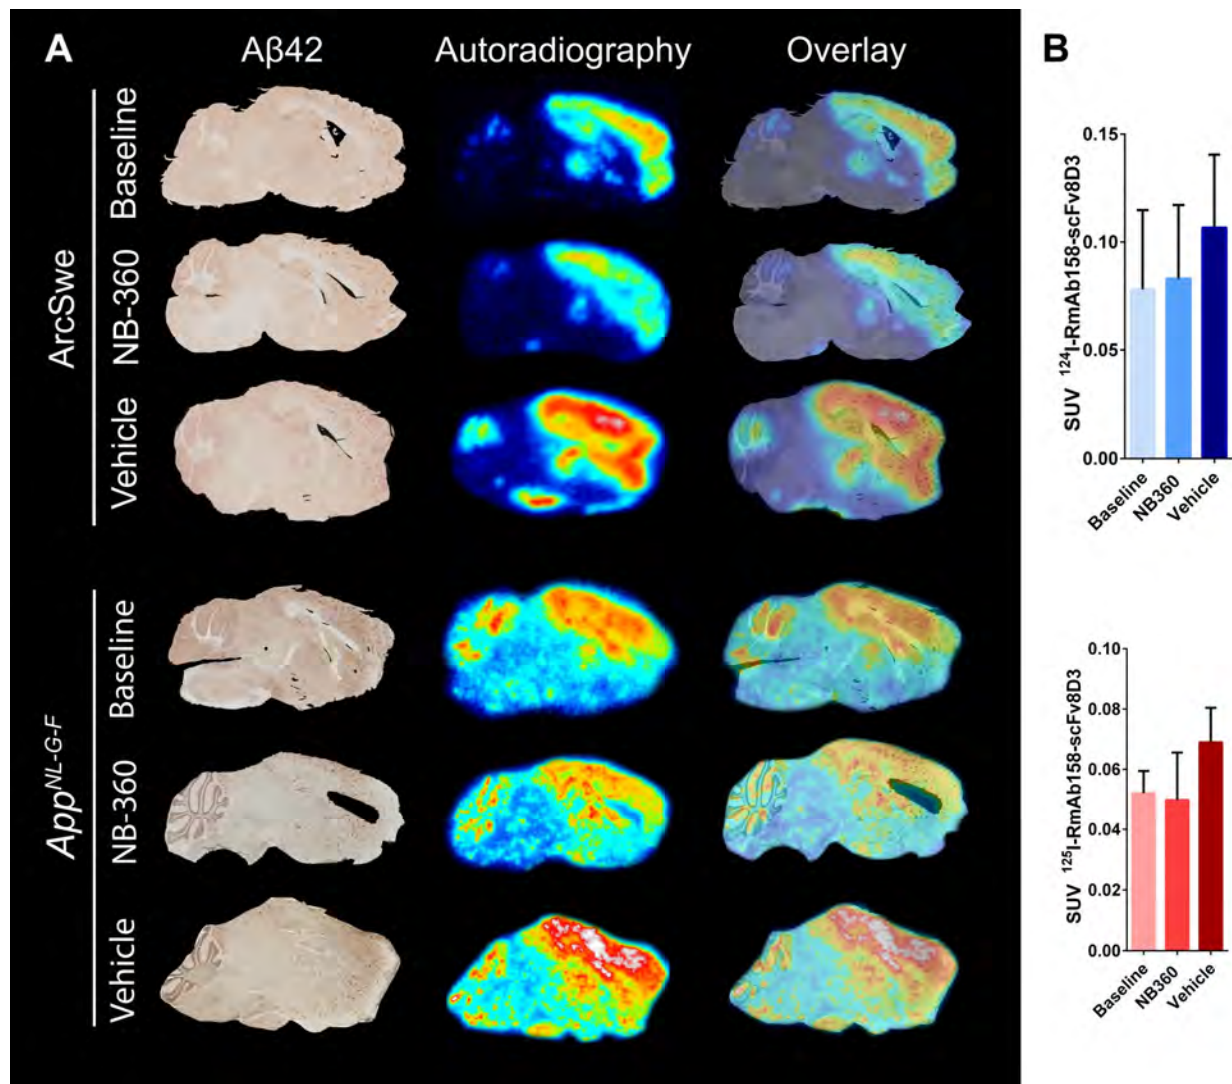 A
Aβ42
Autoradiography
Overlay
ArcSwe
Baseline
NB-360
Vehicle
App^NL-G-F
Baseline
NB-360
Vehicle
B
SUV ¹²⁴I-RmAb158-scFv8D3
0.15
0.10
0.05
0.00
Baseline
NB360
Vehicle
SUV ¹²⁵I-RmAb158-scFv8D3
0.10
0.08
0.06
0.04
0.02
0.00
Baseline
NB360
Vehicle